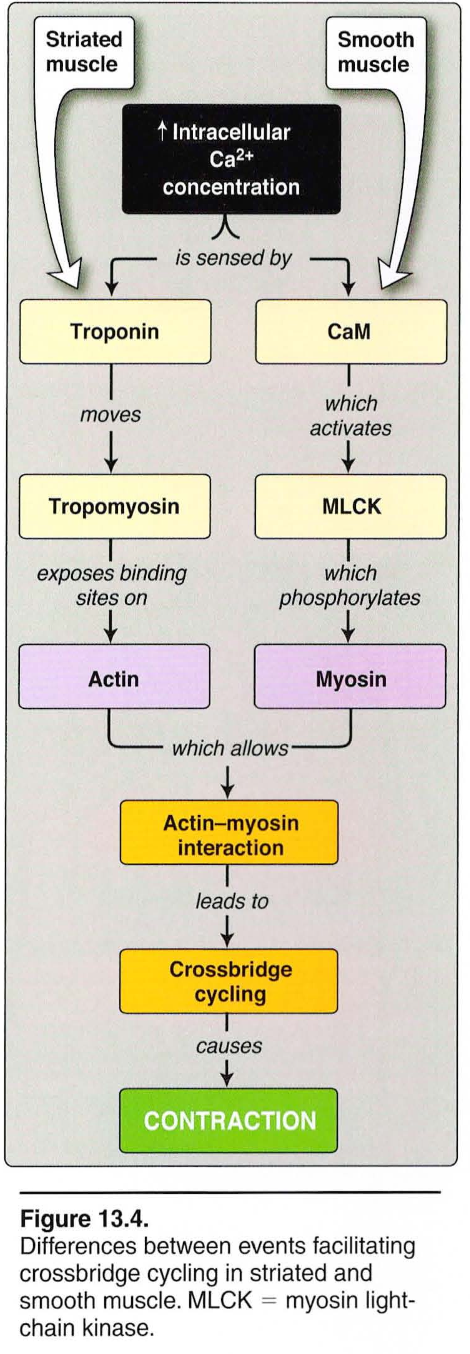 Striated
muscle
Smooth
muscle
↑ Intracellular
Ca²⁺
concentration
is sensed by
Troponin
CaM
moves
which
activates
Tropomyosin
MLCK
exposes binding
sites on
which
phosphorylates
Actin
Myosin
which allows
Actin–myosin
interaction
leads to
Crossbridge
cycling
causes
CONTRACTION
Figure 13.4.
Differences between events facilitating
crossbridge cycling in striated and
smooth muscle. MLCK = myosin light-
chain kinase.